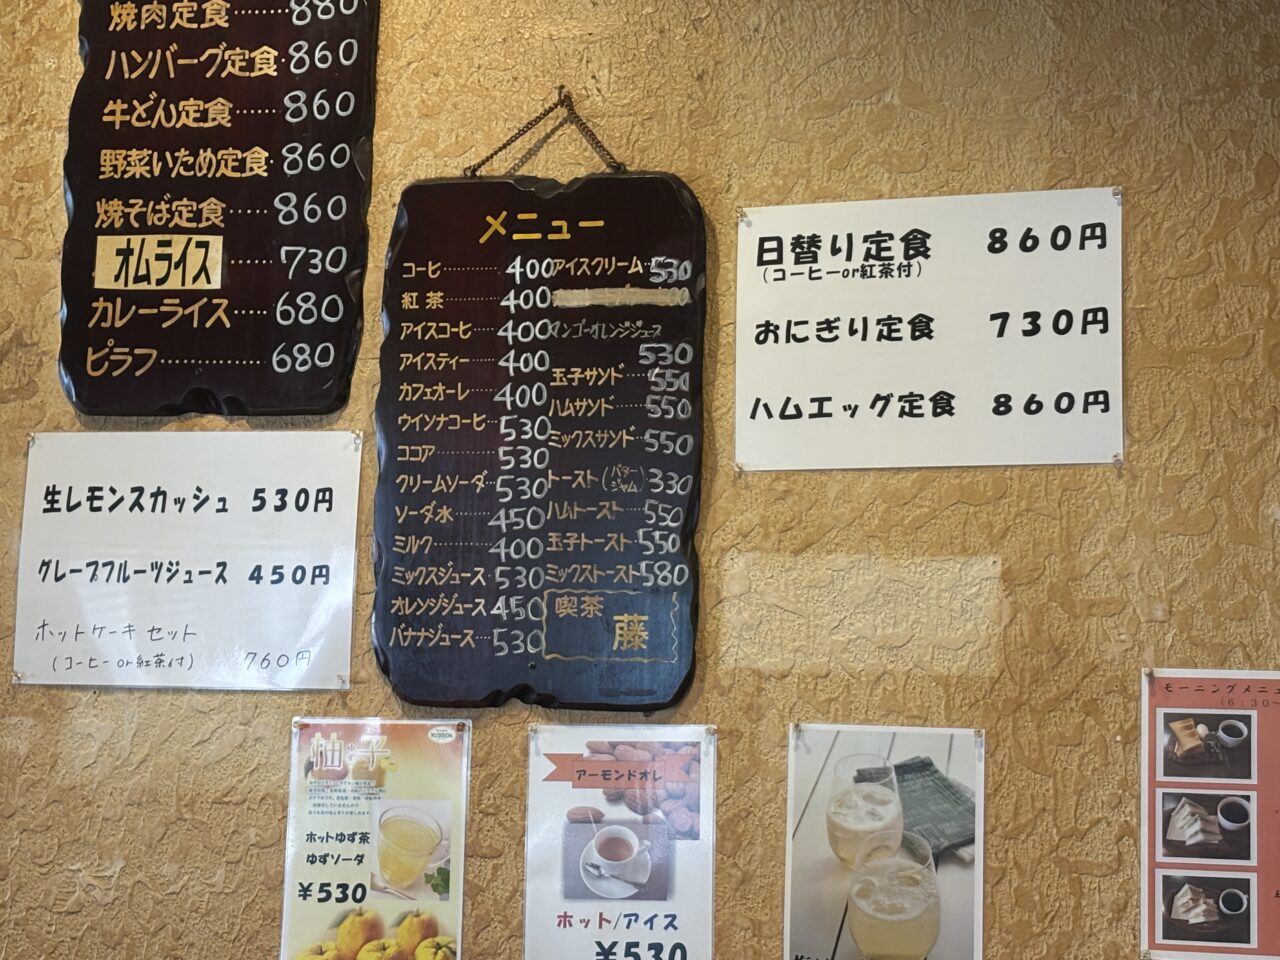 焼肉定食 880
ハンバーグ定食 860
牛どん定食 860
野菜いため定食 860
焼そば定食 860
オムライス 730
カレーライス 680
ピラフ 680
メニュー
コーヒ 400
紅茶 400
アイスコーヒ 400
アイスティー 400
カフェオーレ 400
ウインナコーヒ 530
ココア 530
クリームソーダ 530
ソーダ水 450
ミルク 400
ミックスジュース 530
オレンジジュース 450
バナナジュース 530
アイスクリーム 530
マンゴーオレンジジュース
530
玉子サンド 550
ハムサンド 550
ミックスサンド 550
トースト(バタージャム) 330
ハムトースト 550
玉子トースト 550
ミックストースト 580
喫茶
藤
日替り定食 860円
(コーヒーor紅茶付)
おにぎり定食 730円
ハムエッグ定食 860円
生レモンスカッシュ 530円
グレープフルーツジュース 450円
ホットケーキセット
(コーヒーor紅茶付) 760円
柚子
ゆず
ホットゆず茶
ゆずソーダ
¥530
アーモンドオレ
ホット/アイス
¥530
モーニングメニュ
(6:30~